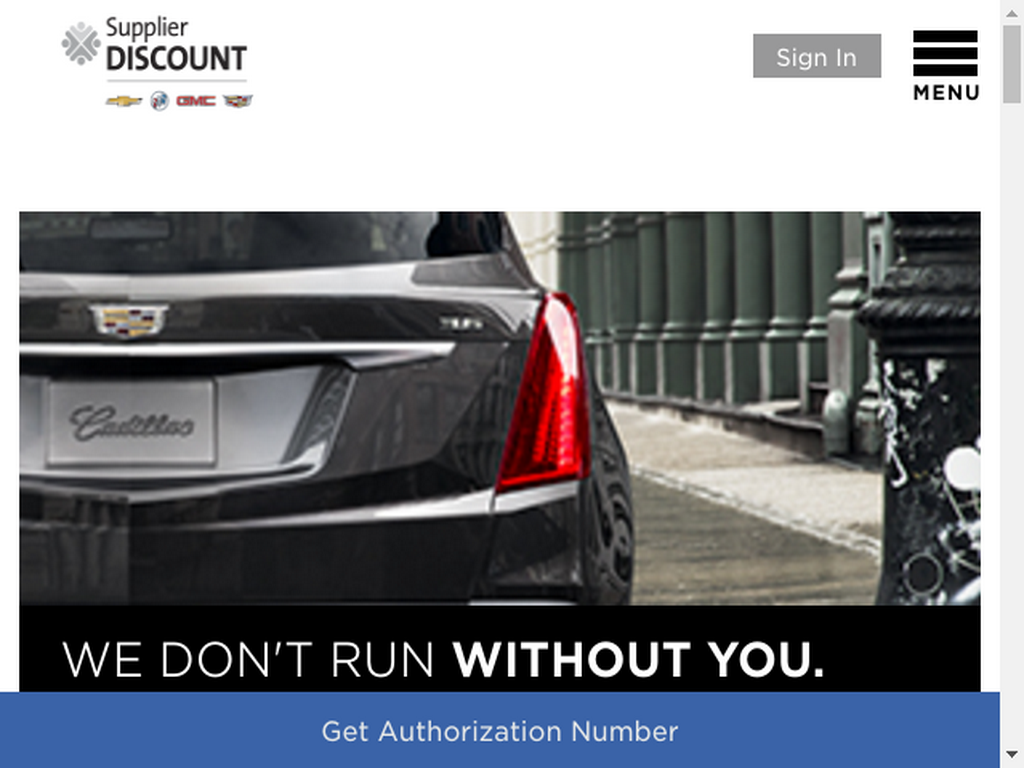 Supplier
DISCOUNT
GMC
Sign In
MENU
Cadillac
WE DON'T RUN WITHOUT YOU.
Get Authorization Number